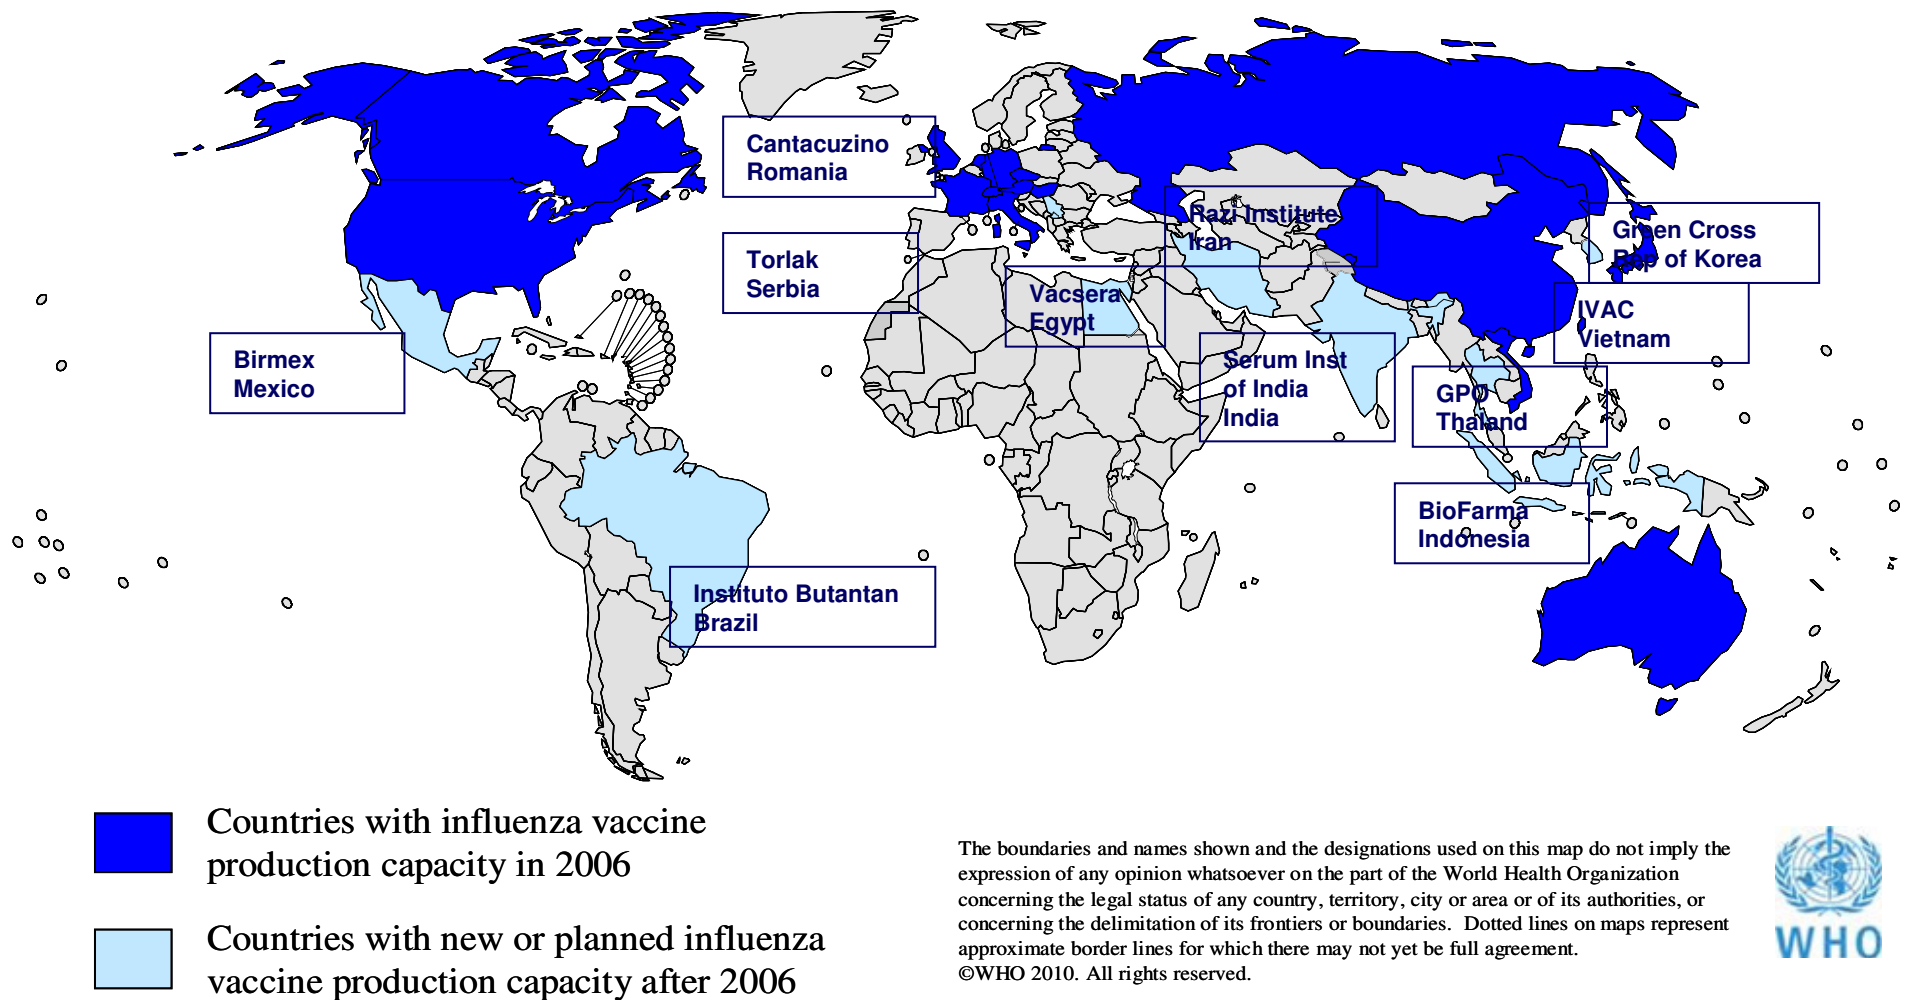 Cantacuzino
Romania
Razi Institute
Iran
Green Cross
Rep of Korea
Torlak
Serbia
Vacsera
Egypt
IVAC
Vietnam
Birmex
Mexico
Serum Inst
of India
India
GPO
Thaland
BioFarma
Indonesia
Instituto Butantan
Brazil
Countries with influenza vaccine
production capacity in 2006
Countries with new or planned influenza
vaccine production capacity after 2006
The boundaries and names shown and the designations used on this map do not imply the
expression of any opinion whatsoever on the part of the World Health Organization
concerning the legal status of any country, territory, city or area or of its authorities, or
concerning the delimitation of its frontiers or boundaries.  Dotted lines on maps represent
approximate border lines for which there may not yet be full agreement.
©WHO 2010. All rights reserved.
WHO